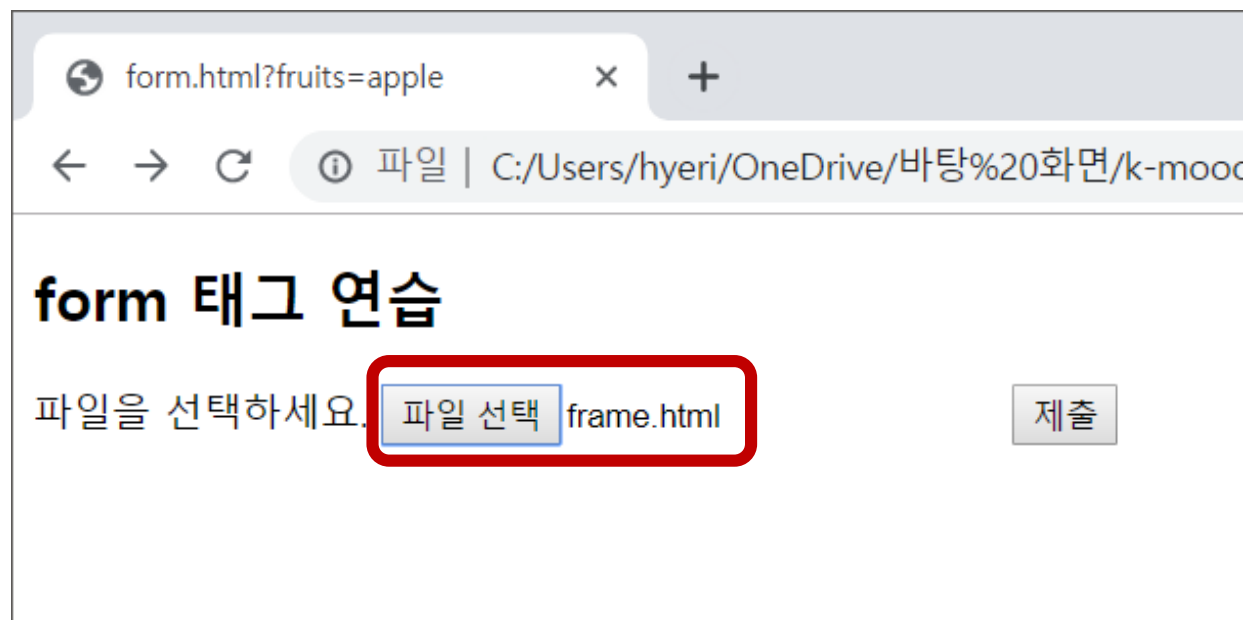 form.html?fruits=apple
파일 | C:/Users/hyeri/OneDrive/바탕%20화면/k-mooc
form 태그 연습
파일을 선택하세요. 파일 선택 frame.html 제출